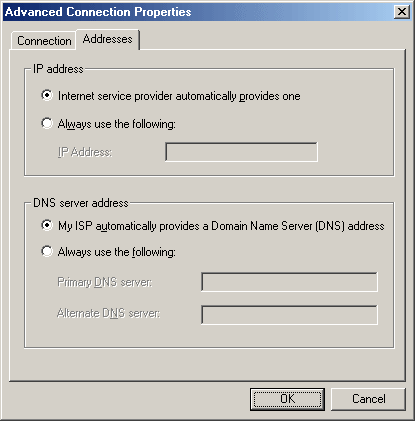 Advanced Connection Properties
Connection
Addresses
IP address
Internet service provider automatically provides one
Always use the following:
IP Address:
DNS server address
My ISP automatically provides a Domain Name Server (DNS) address
Always use the following:
Primary DNS server:
Alternate DNS server:
OK
Cancel